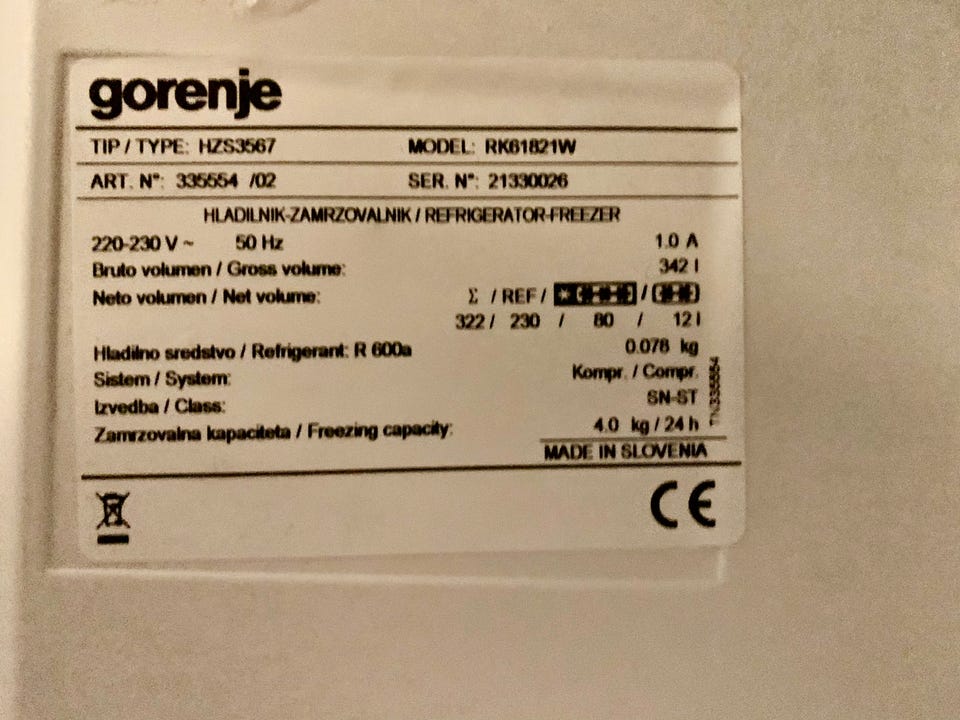 gorenje
TIP / TYPE: HZS3567 MODEL: RK61821W
ART. N°: 335554 /02 SER. N°: 21330026
HLADILNIK-ZAMRZOVALNIK / REFRIGERATOR-FREEZER
220-230 V ~ 50 Hz 1.0 A
Bruto volumen / Gross volume: 342 l
Neto volumen / Net volume: Σ / REF / /
322 / 230 / 80 / 12 l
Hladilno sredstvo / Refrigerant: R 600a 0.078 kg
Sistem / System: Kompr. / Compr.
Izvedba / Class: SN-ST
Zamrzovalna kapaciteta / Freezing capacity: 4.0 kg / 24 h
MADE IN SLOVENIA
CE